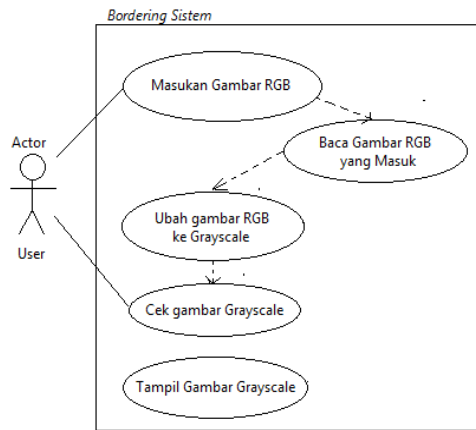 Bordering Sistem
Masukan Gambar RGB
Actor
Baca Gambar RGB
yang Masuk
Ubah gambar RGB
ke Grayscale
User
Cek gambar Grayscale
Tampil Gambar Grayscale